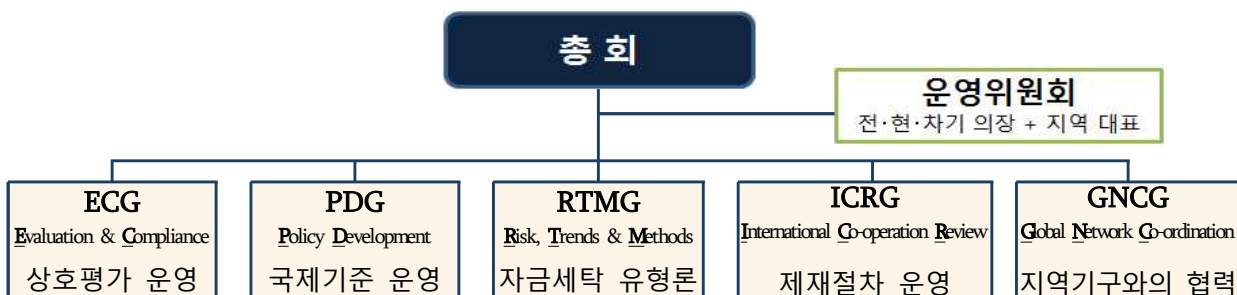 총 회
운영위원회
전·현·차기 의장 + 지역 대표
ECG
Evaluation & Compliance
상호평가 운영
PDG
Policy Development
국제기준 운영
RTMG
Risk, Trends & Methods
자금세탁 유형론
ICRG
International Co-operation Review
제재절차 운영
GNCG
Global Network Co-ordination
지역기구와의 협력